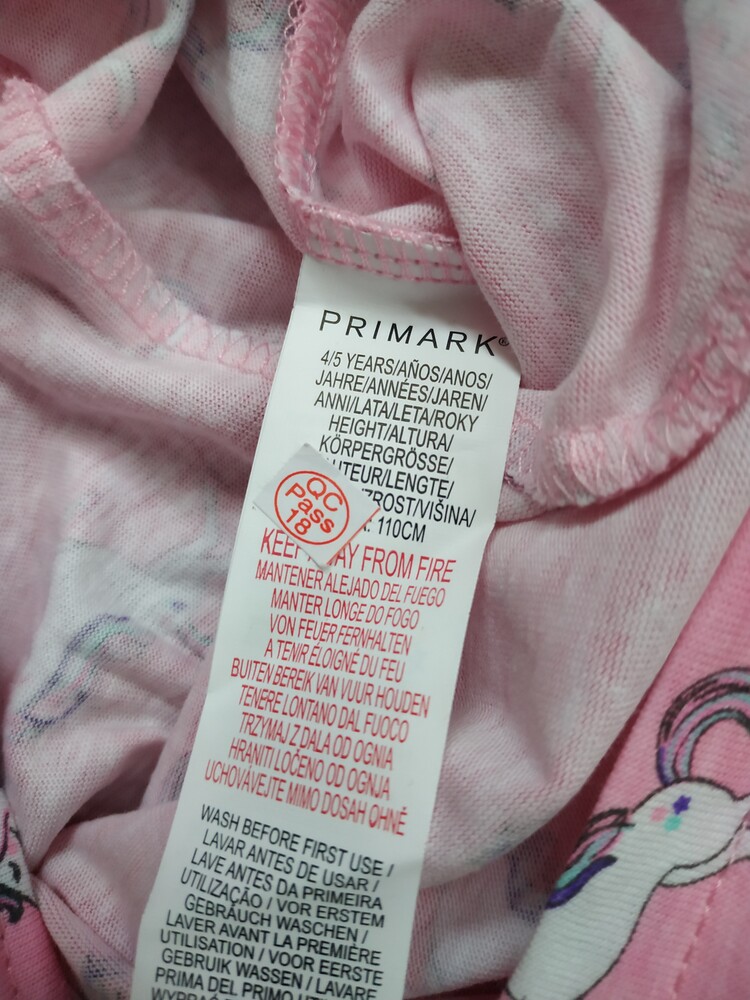 PRIMARK®
4/5 YEARS/AÑOS/ANOS/
JAHRE/ANNÉES/JAREN/
ANNI/LATA/LETA/ROKY
HEIGHT/ALTURA/
KÖRPERGRÖSSE/
/LENGTE/
/VIŠINA/
110CM
QC
Pass
18
KEEP AWAY FROM FIRE
MANTENER ALEJADO DEL FUEGO
MANTER LONGE DO FOGO
VON FEUER FERNHALTEN
A TENIR ÉLOIGNÉ DU FEU
BUITEN BEREIK VAN VUUR HOUDEN
TENERE LONTANO DAL FUOCO
TRZYMAJ Z DALA OD OGNIA
HRANITI LOČENO OD OGNJA
UCHOVÁVEJTE MIMO DOSAH OHNĚ
WASH BEFORE FIRST USE /
LAVAR ANTES DE USAR /
LAVE ANTES DA PRIMEIRA
UTILIZAÇÃO / VOR ERSTEM
GEBRÄUCH WASCHEN /
LAVER AVANT LA PREMIÈRE
UTILISATION / VOOR EERSTE
GEBRUIK WASSEN / LAVARE
PRIMA DEL PRIMO